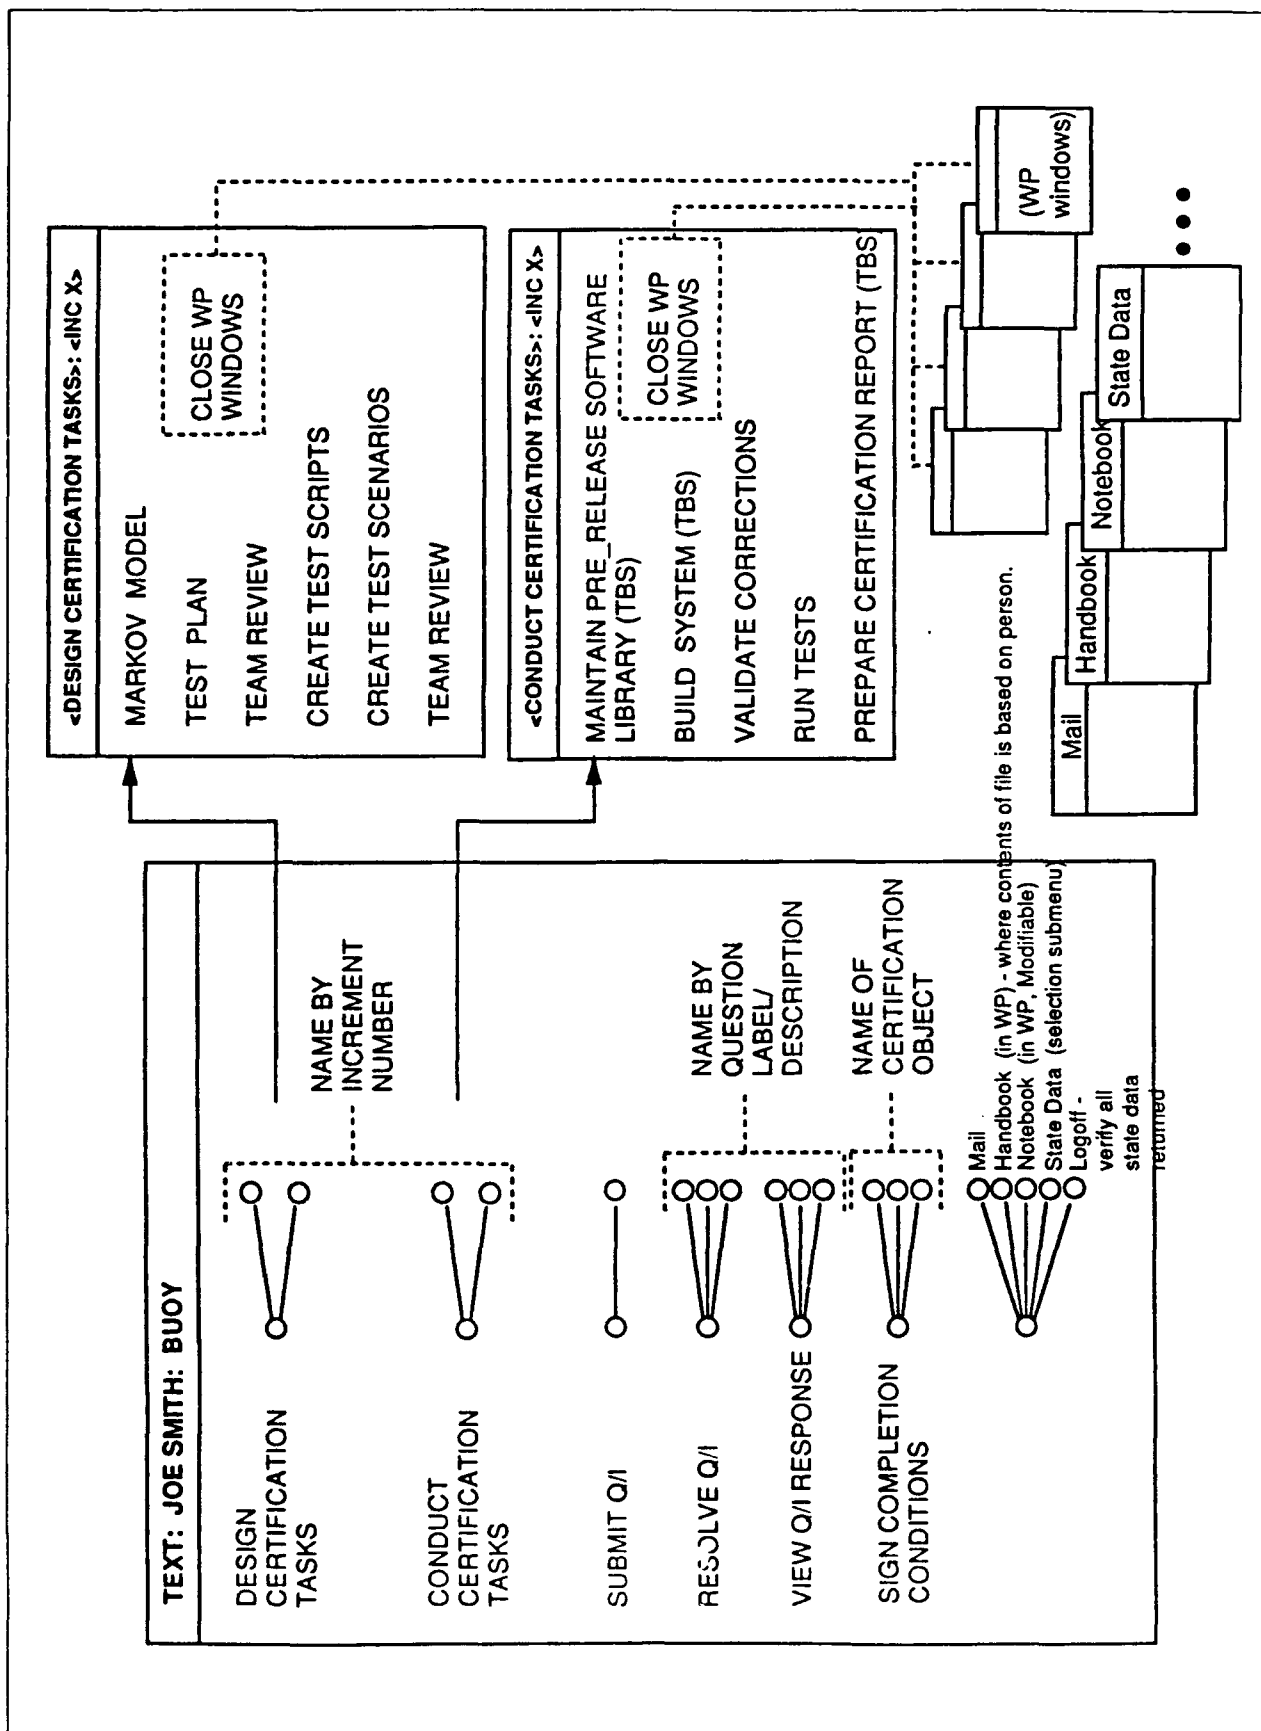 TEXT: JOE SMITH: BUOY
DESIGN
CERTIFICATION
TASKS
NAME BY
INCREMENT
NUMBER
CONDUCT
CERTIFICATION
TASKS
SUBMIT Q/I
RESOLVE Q/I
NAME BY
QUESTION
LABEL/
DESCRIPTION
VIEW Q/I RESPONSE
SIGN COMPLETION
CONDITIONS
NAME OF
CERTIFICATION
OBJECT
Mail
Handbook (in WP) - where contents of file is based on person.
Notebook (in WP, Modifiable)
State Data (selection submenu)
Logoff -
verify all
state data
returned
<DESIGN CERTIFICATION TASKS>: <INC X>
MARKOV MODEL
TEST PLAN
CLOSE WP
WINDOWS
TEAM REVIEW
CREATE TEST SCRIPTS
CREATE TEST SCENARIOS
TEAM REVIEW
<CONDUCT CERTIFICATION TASKS>: <INC X>
MAINTAIN PRE_RELEASE SOFTWARE
LIBRARY (TBS)
CLOSE WP
WINDOWS
BUILD SYSTEM (TBS)
VALIDATE CORRECTIONS
RUN TESTS
PREPARE CERTIFICATION REPORT (TBS)
(WP
windows)
Mail
Handbook
Notebook
State Data